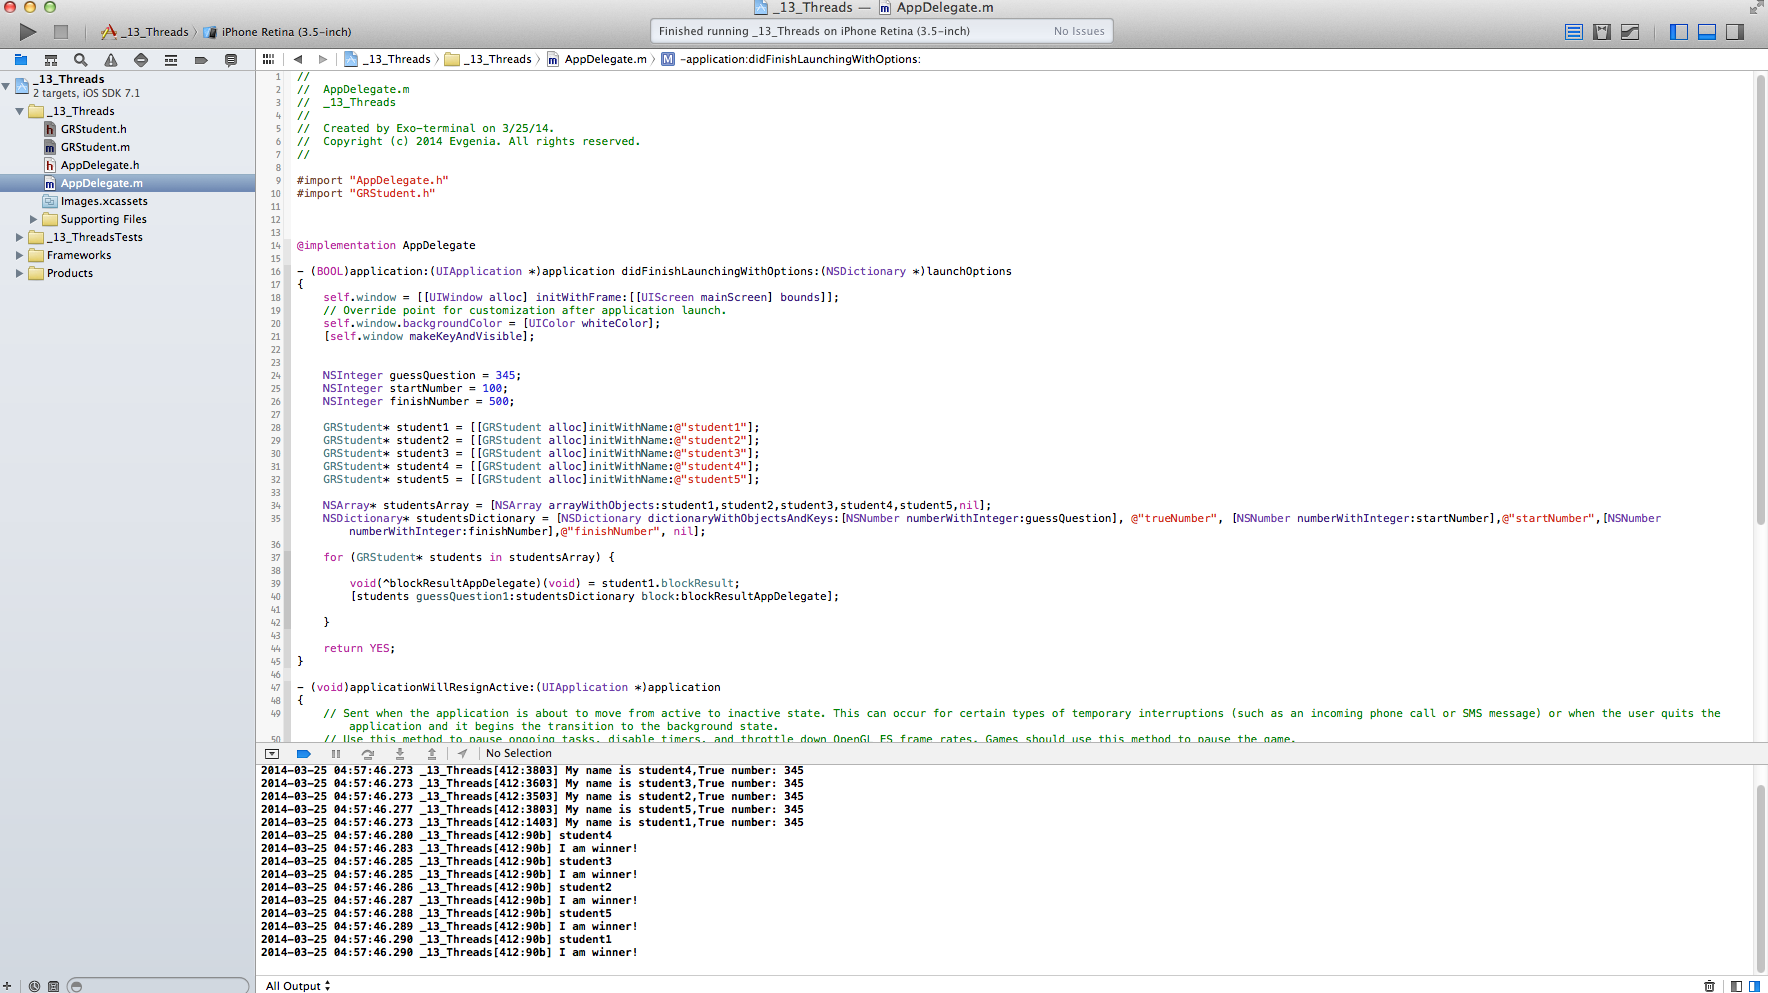 _13_Threads — AppDelegate.m
_13_Threads iPhone Retina (3.5-inch)
Finished running _13_Threads on iPhone Retina (3.5-inch) No Issues
_13_Threads _13_Threads AppDelegate.m M -application:didFinishLaunchingWithOptions:
_13_Threads
2 targets, iOS SDK 7.1
_13_Threads
h GRStudent.h
m GRStudent.m
h AppDelegate.h
m AppDelegate.m
Images.xcassets
Supporting Files
_13_ThreadsTests
Frameworks
Products
1 //
2 //  AppDelegate.m
3 //  _13_Threads
4 //
5 //  Created by Exo-terminal on 3/25/14.
6 //  Copyright (c) 2014 Evgenia. All rights reserved.
7 //
8
9 #import "AppDelegate.h"
10 #import "GRStudent.h"
11
12
13
14 @implementation AppDelegate
15
16 - (BOOL)application:(UIApplication *)application didFinishLaunchingWithOptions:(NSDictionary *)launchOptions
17 {
18     self.window = [[UIWindow alloc] initWithFrame:[[UIScreen mainScreen] bounds]];
19     // Override point for customization after application launch.
20     self.window.backgroundColor = [UIColor whiteColor];
21     [self.window makeKeyAndVisible];
22
23
24     NSInteger guessQuestion = 345;
25     NSInteger startNumber = 100;
26     NSInteger finishNumber = 500;
27
28     GRStudent* student1 = [[GRStudent alloc]initWithName:@"student1"];
29     GRStudent* student2 = [[GRStudent alloc]initWithName:@"student2"];
30     GRStudent* student3 = [[GRStudent alloc]initWithName:@"student3"];
31     GRStudent* student4 = [[GRStudent alloc]initWithName:@"student4"];
32     GRStudent* student5 = [[GRStudent alloc]initWithName:@"student5"];
33
34     NSArray* studentsArray = [NSArray arrayWithObjects:student1,student2,student3,student4,student5,nil];
35     NSDictionary* studentsDictionary = [NSDictionary dictionaryWithObjectsAndKeys:[NSNumber numberWithInteger:guessQuestion], @"trueNumber", [NSNumber numberWithInteger:startNumber],@"startNumber",[NSNumber
numberWithInteger:finishNumber],@"finishNumber", nil];
36
37     for (GRStudent* students in studentsArray) {
38
39         void(^blockResultAppDelegate)(void) = student1.blockResult;
40         [students guessQuestion1:studentsDictionary block:blockResultAppDelegate];
41
42     }
43
44     return YES;
45 }
46
47 - (void)applicationWillResignActive:(UIApplication *)application
48 {
49     // Sent when the application is about to move from active to inactive state. This can occur for certain types of temporary interruptions (such as an incoming phone call or SMS message) or when the user quits the
application and it begins the transition to the background state.
50     // Use this method to pause ongoing tasks, disable timers, and throttle down OpenGL ES frame rates. Games should use this method to pause the game.
No Selection
2014-03-25 04:57:46.273 _13_Threads[412:3803] My name is student4,True number: 345
2014-03-25 04:57:46.273 _13_Threads[412:3603] My name is student3,True number: 345
2014-03-25 04:57:46.273 _13_Threads[412:3503] My name is student2,True number: 345
2014-03-25 04:57:46.277 _13_Threads[412:3803] My name is student5,True number: 345
2014-03-25 04:57:46.273 _13_Threads[412:1403] My name is student1,True number: 345
2014-03-25 04:57:46.280 _13_Threads[412:90b] student4
2014-03-25 04:57:46.283 _13_Threads[412:90b] I am winner!
2014-03-25 04:57:46.285 _13_Threads[412:90b] student3
2014-03-25 04:57:46.285 _13_Threads[412:90b] I am winner!
2014-03-25 04:57:46.286 _13_Threads[412:90b] student2
2014-03-25 04:57:46.287 _13_Threads[412:90b] I am winner!
2014-03-25 04:57:46.288 _13_Threads[412:90b] student5
2014-03-25 04:57:46.289 _13_Threads[412:90b] I am winner!
2014-03-25 04:57:46.290 _13_Threads[412:90b] student1
2014-03-25 04:57:46.290 _13_Threads[412:90b] I am winner!
All Output